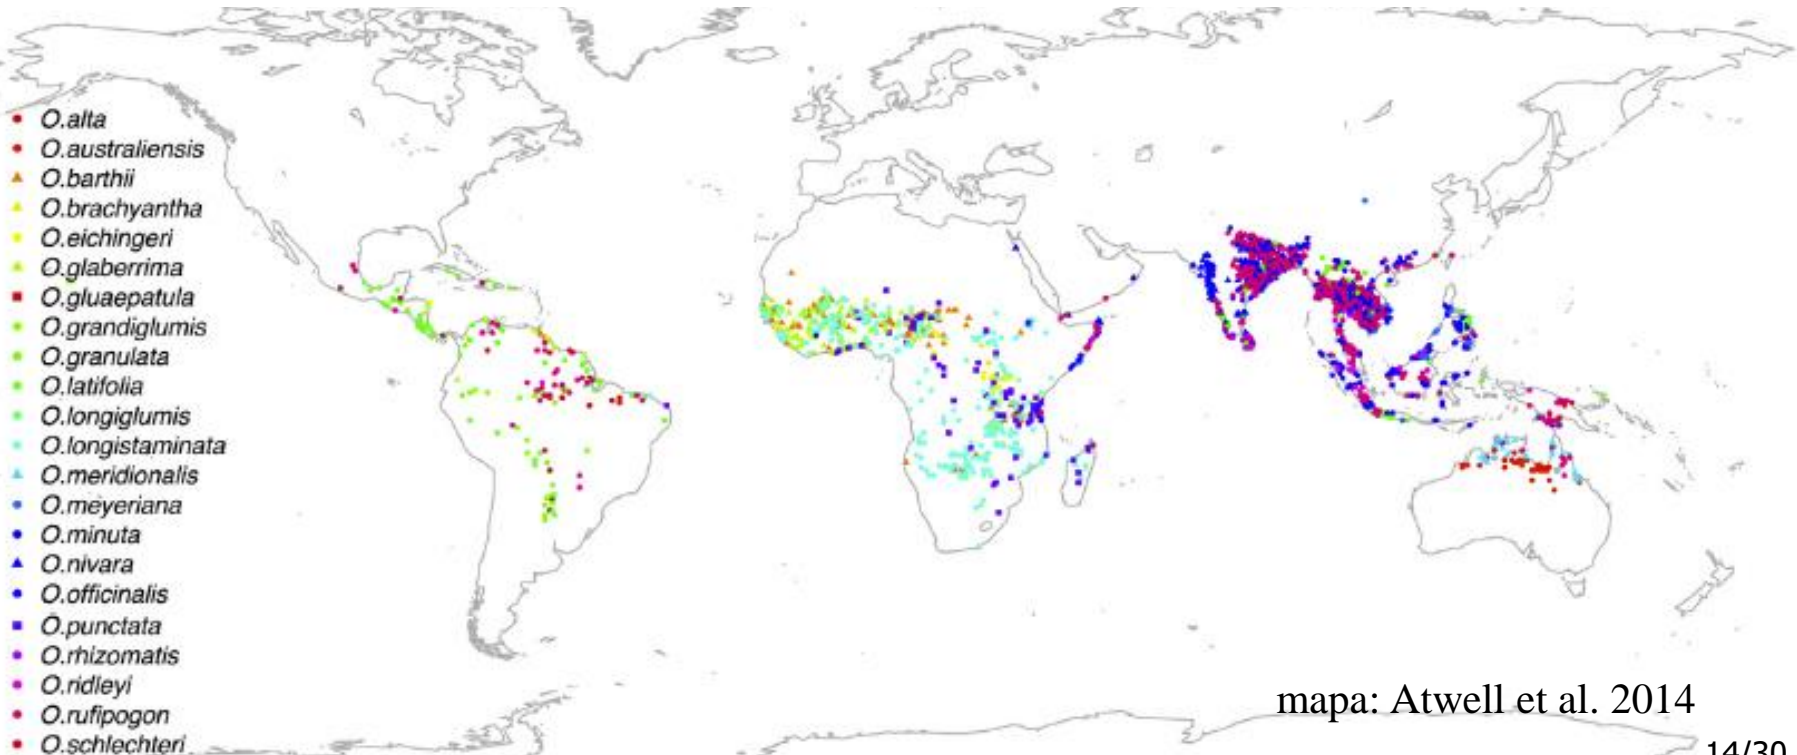 O.alta
O.australiensis
O.barthii
O.brachyantha
O.eichingeri
O.glaberrima
O.gluaepatula
O.grandiglumis
O.granulata
O.latifolia
O.longiglumis
O.longistaminata
O.meridionalis
O.meyeriana
O.minuta
O.nivara
O.officinalis
O.punctata
O.rhizomatis
O.ridleyi
O.rufipogon
O.schlechteri
mapa: Atwell et al. 2014
14/30